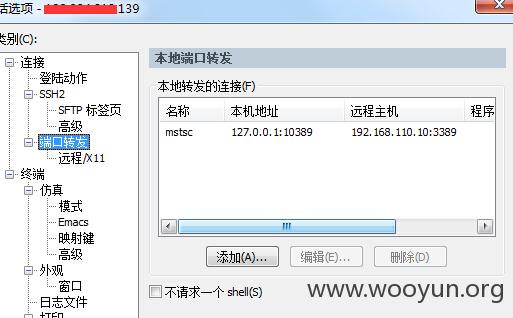 话选项 - 139
类别(C):
连接
登陆动作
SSH2
SFTP 标签页
高级
端口转发
远程/X11
终端
仿真
模式
Emacs
映射键
高级
外观
窗口
日志文件
打印
本地端口转发
本地转发的连接(F)
名称 本机地址 远程主机 程序
mstsc 127.0.0.1:10389 192.168.110.10:3389
添加(A)... 编辑(E)... 删除(D)
不请求一个 shell(S)
www.wooyun.org